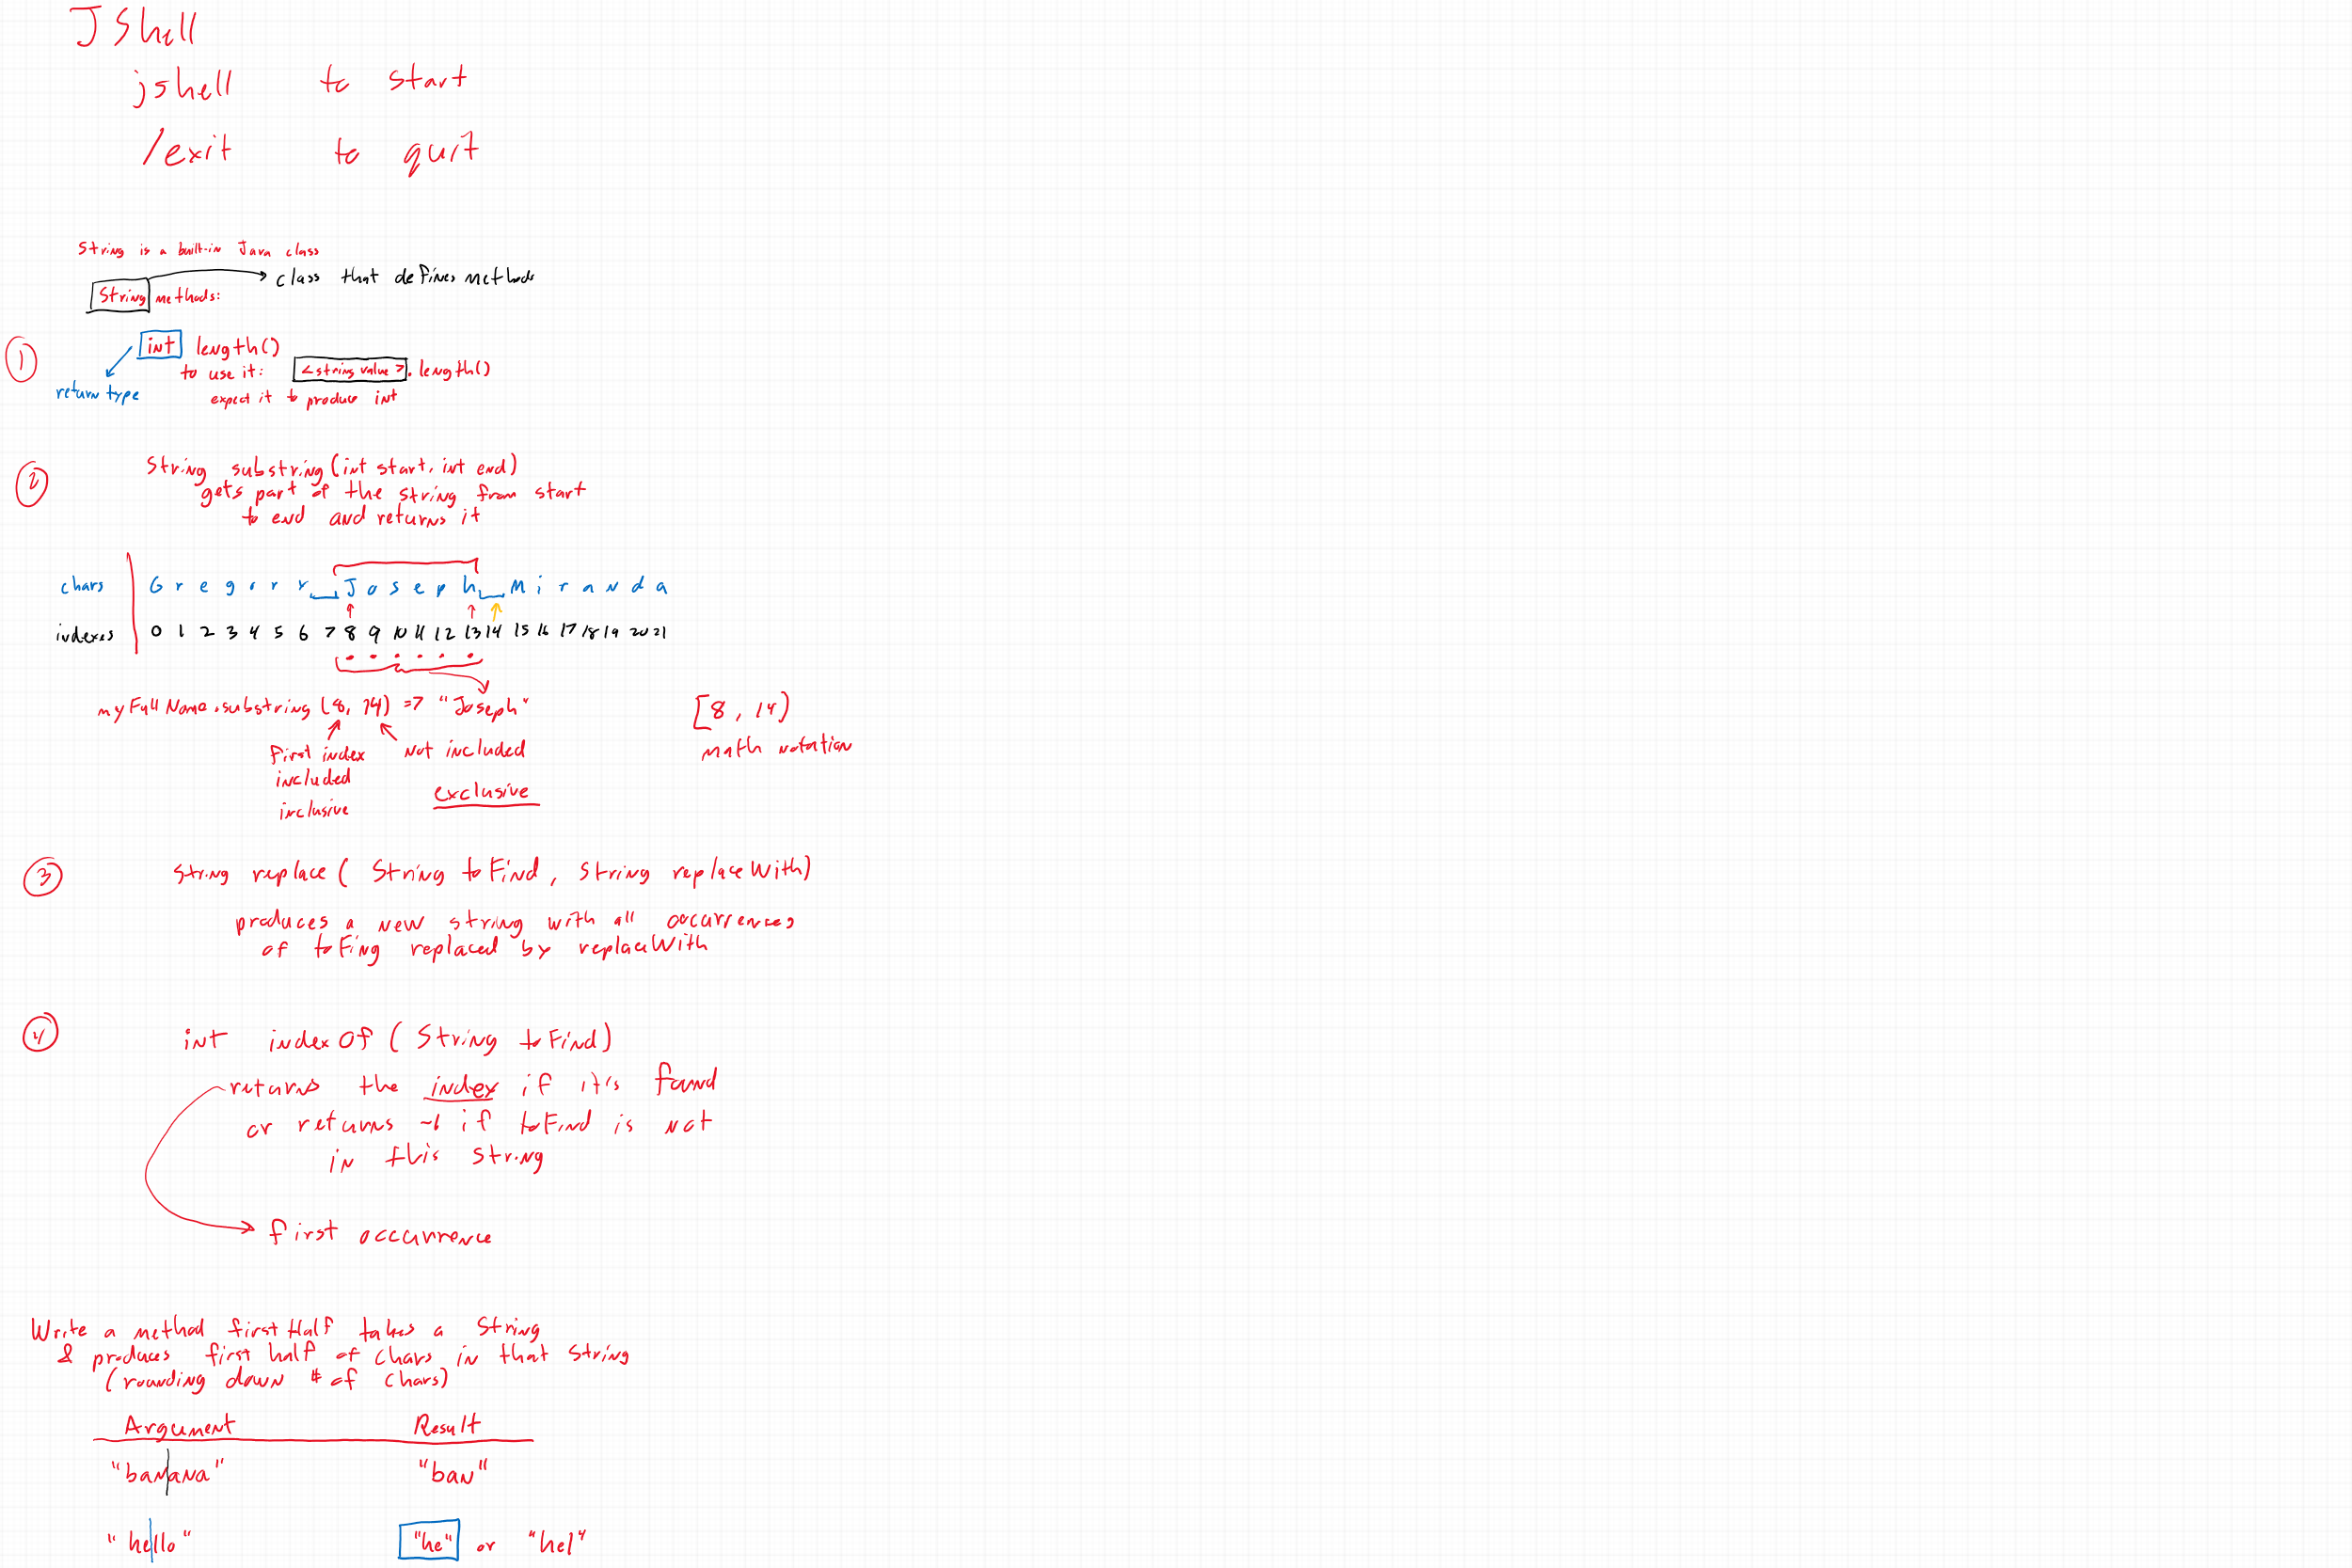 JShell
jshell to start
/exit to quit
String is a built-in Java class
class that defines methods
String methods:
1
int length()
to use it: <string value>.length()
return type
expect it to produce int
2
String substring(int start, int end)
gets part of the string from start
to end and returns it
chars Gregory Joseph Miranda
indexes 0 1 2 3 4 5 6 7 8 9 10 11 12 13 14 15 16 17 18 19 20 21
myFullName.substring(8, 14) => "Joseph"
[8, 14)
first index not included
math notation
included
exclusive
inclusive
3
String replace( String toFind, String replaceWith)
produces a new string with all occurrences
of toFing replaced by replaceWith
4
int indexOf( String toFind)
returns the index if it's found
or returns -1 if toFind is not
in this string
first occurrence
Write a method firstHalf takes a String
& produces first half of chars in that string
(rounding down # of chars)
Argument Result
"banana" "ban"
"hello" "he" or "hel"